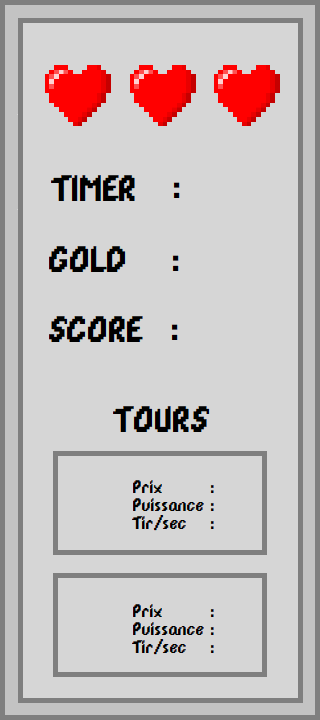 TIMER :
GOLD :
SCORE :
TOURS
Prix :
Puissance :
Tir/sec :
Prix :
Puissance :
Tir/sec :